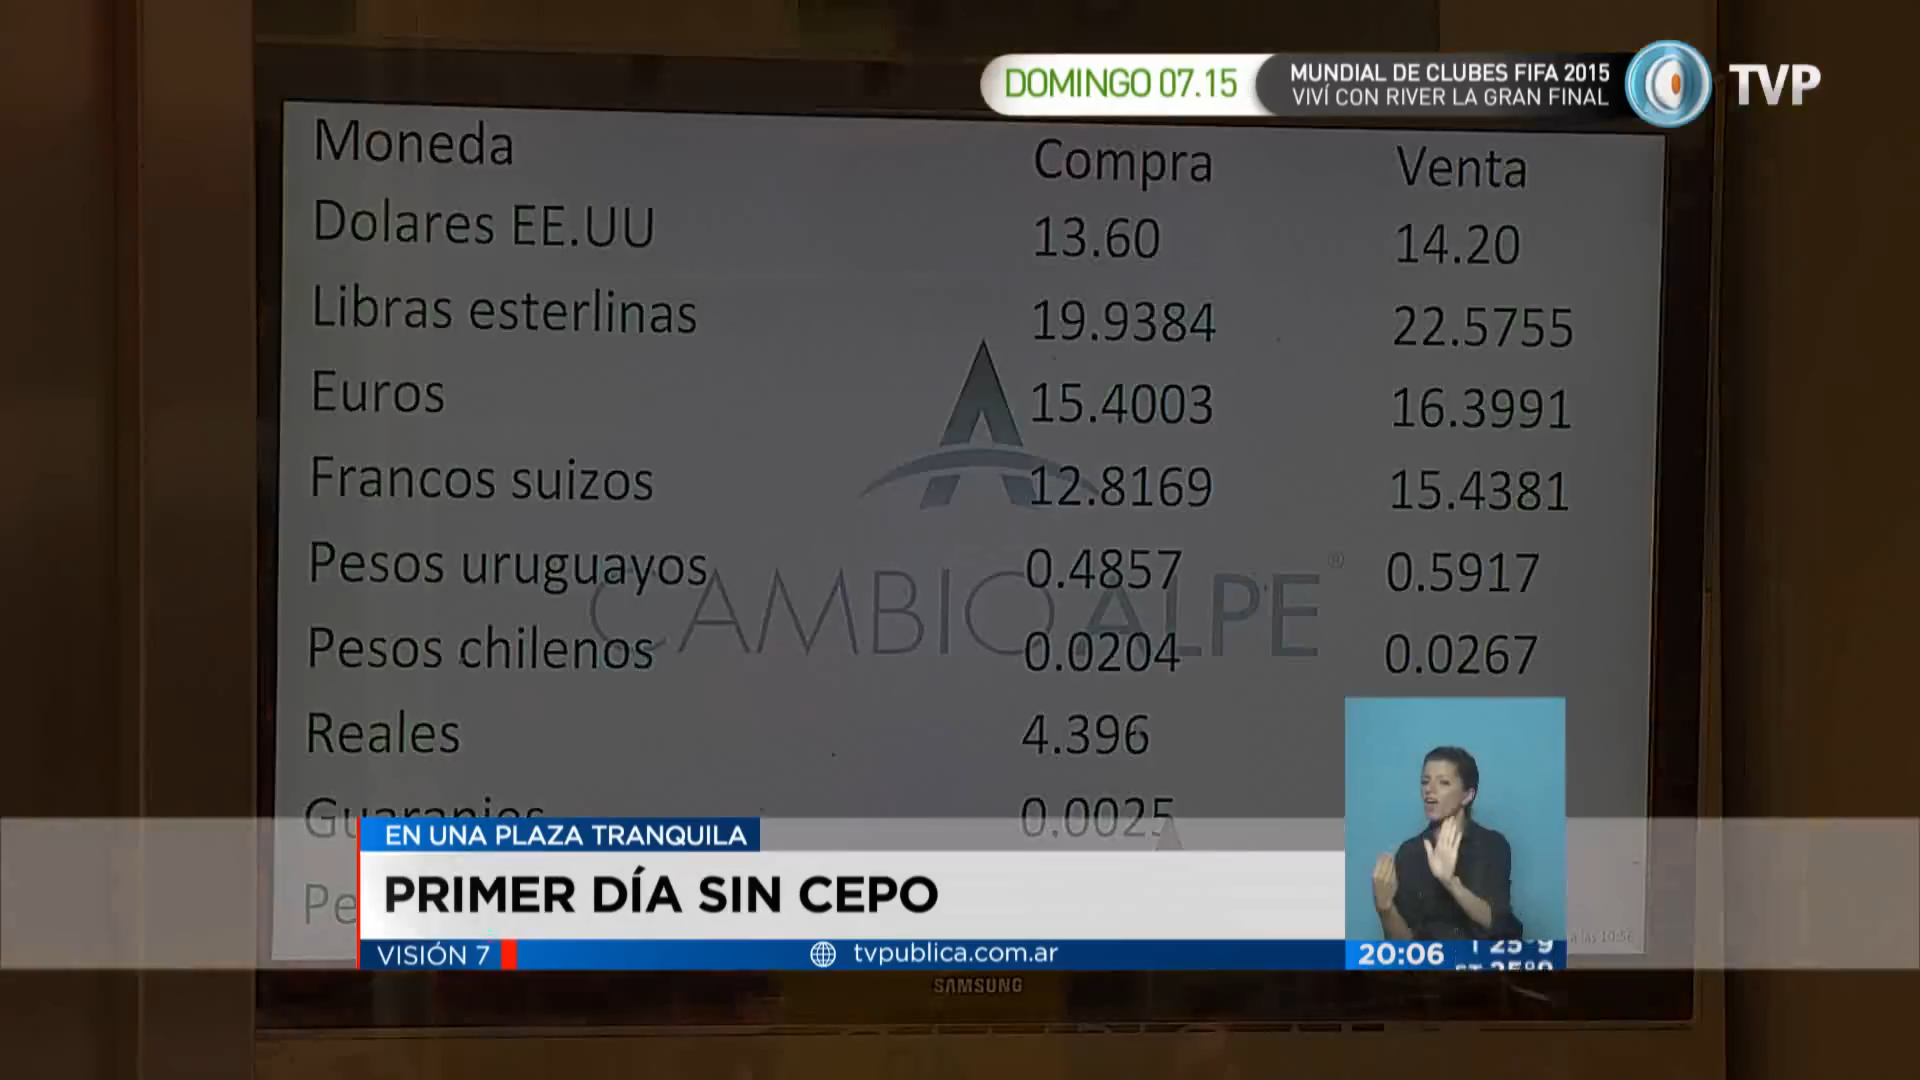 DOMINGO 07.15
MUNDIAL DE CLUBES FIFA 2015
VIVÍ CON RIVER LA GRAN FINAL
TVP
Moneda Compra Venta
Dolares EE.UU 13.60 14.20
Libras esterlinas 19.9384 22.5755
Euros 15.4003 16.3991
Francos suizos 12.8169 15.4381
Pesos uruguayos 0.4857 0.5917
CAMBIO ALPE®
Pesos chilenos 0.0204 0.0267
Reales 4.396
Guaranies 0.0025
EN UNA PLAZA TRANQUILA
PRIMER DÍA SIN CEPO
VISIÓN 7
tvpublica.com.ar
20:06
SAMSUNG